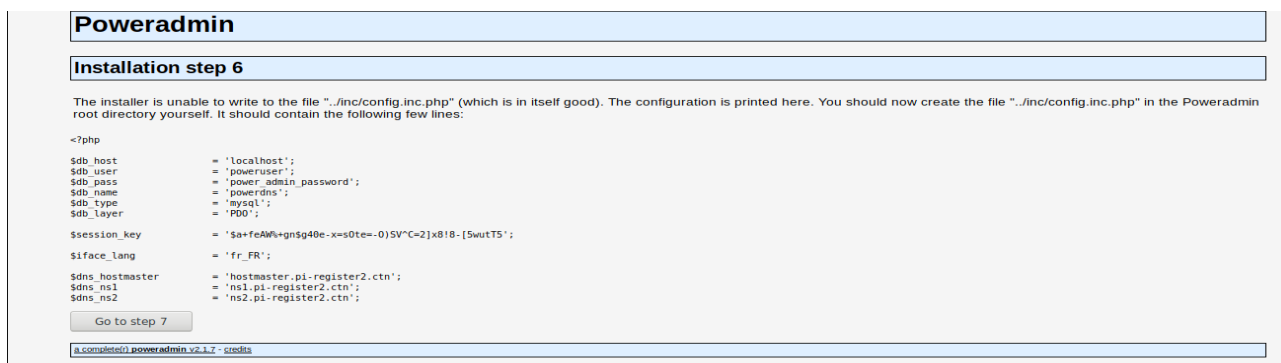 Poweradmin
Installation step 6
The installer is unable to write to the file "../inc/config.inc.php" (which is in itself good). The configuration is printed here. You should now create the file "../inc/config.inc.php" in the Poweradmin
root directory yourself. It should contain the following few lines:
<?php
$db_host = 'localhost';
$db_user = 'poweruser';
$db_pass = 'power_admin_password';
$db_name = 'powerdns';
$db_type = 'mysql';
$db_layer = 'PDO';
$session_key = '$a+feAW%+gn$g40e-x=sOte=-O)SV^C=2]x8!8-[5wutT5';
$iface_lang = 'fr_FR';
$dns_hostmaster = 'hostmaster.pi-register2.ctn';
$dns_ns1 = 'ns1.pi-register2.ctn';
$dns_ns2 = 'ns2.pi-register2.ctn';
Go to step 7
a complete(r) poweradmin v2.1.7 - credits